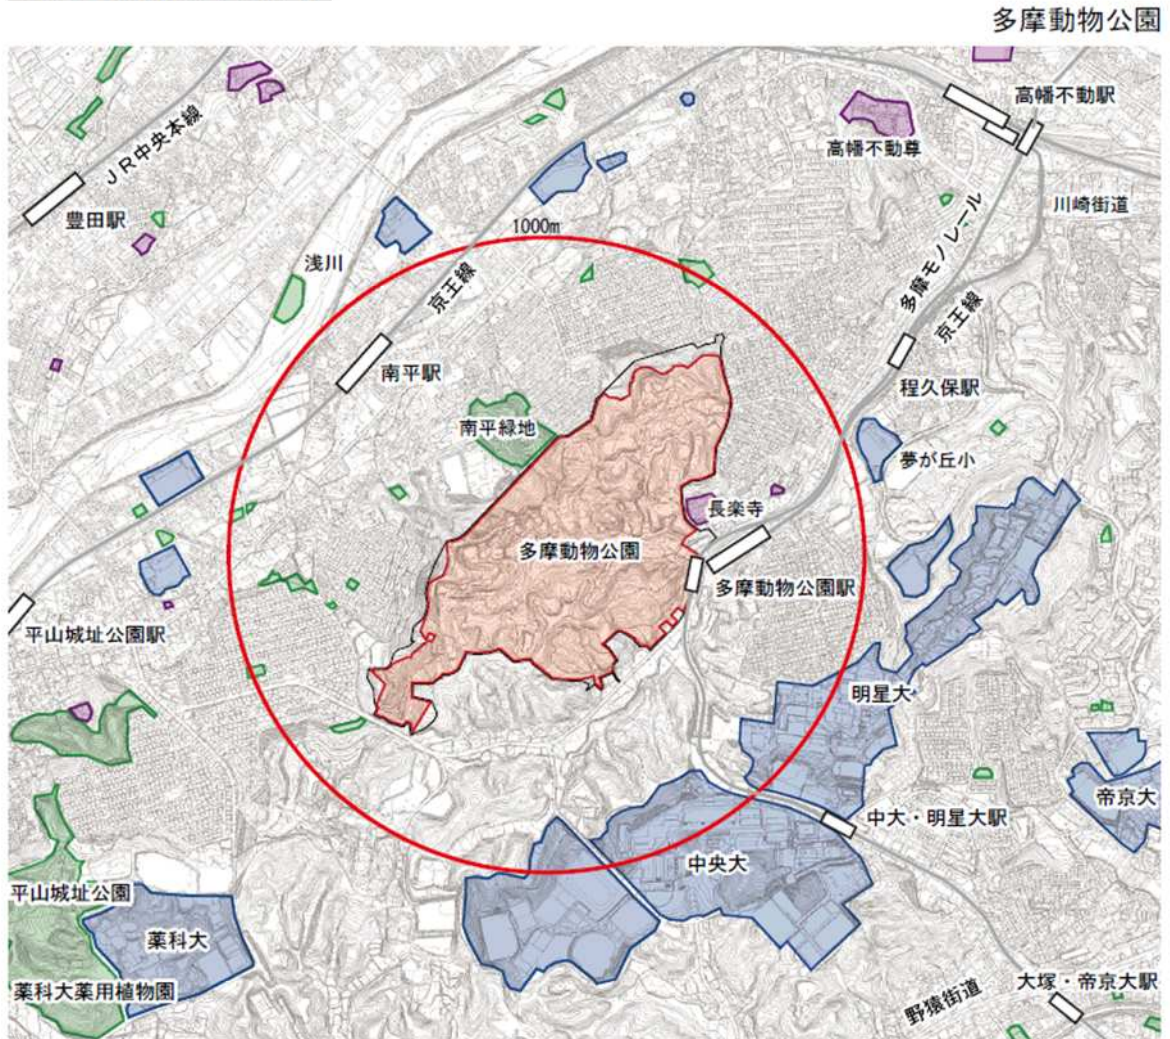 多摩動物公園
高幡不動駅
JR中央本線
高幡不動尊
豊田駅
川崎街道
1000m
浅川
京王線
多摩モノレール
京王線
南平駅
程久保駅
南平緑地
夢が丘小
長楽寺
多摩動物公園
多摩動物公園駅
平山城址公園駅
明星大
帝京大
中大・明星大駅
中央大
平山城址公園
薬科大
大塚・帝京大駅
薬科大薬用植物園
野猿街道